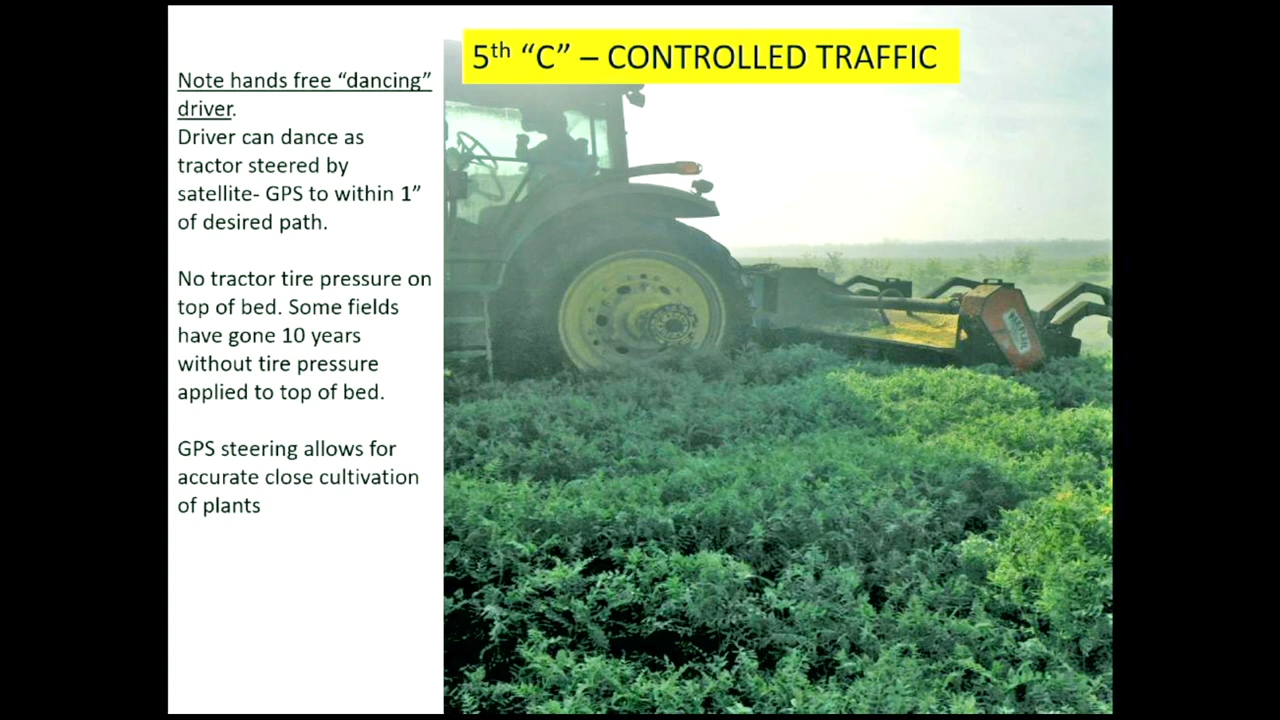 5th “C” – CONTROLLED TRAFFIC
Note hands free “dancing”
driver.
Driver can dance as
tractor steered by
satellite- GPS to within 1”
of desired path.
No tractor tire pressure on
top of bed. Some fields
have gone 10 years
without tire pressure
applied to top of bed.
GPS steering allows for
accurate close cultivation
of plants